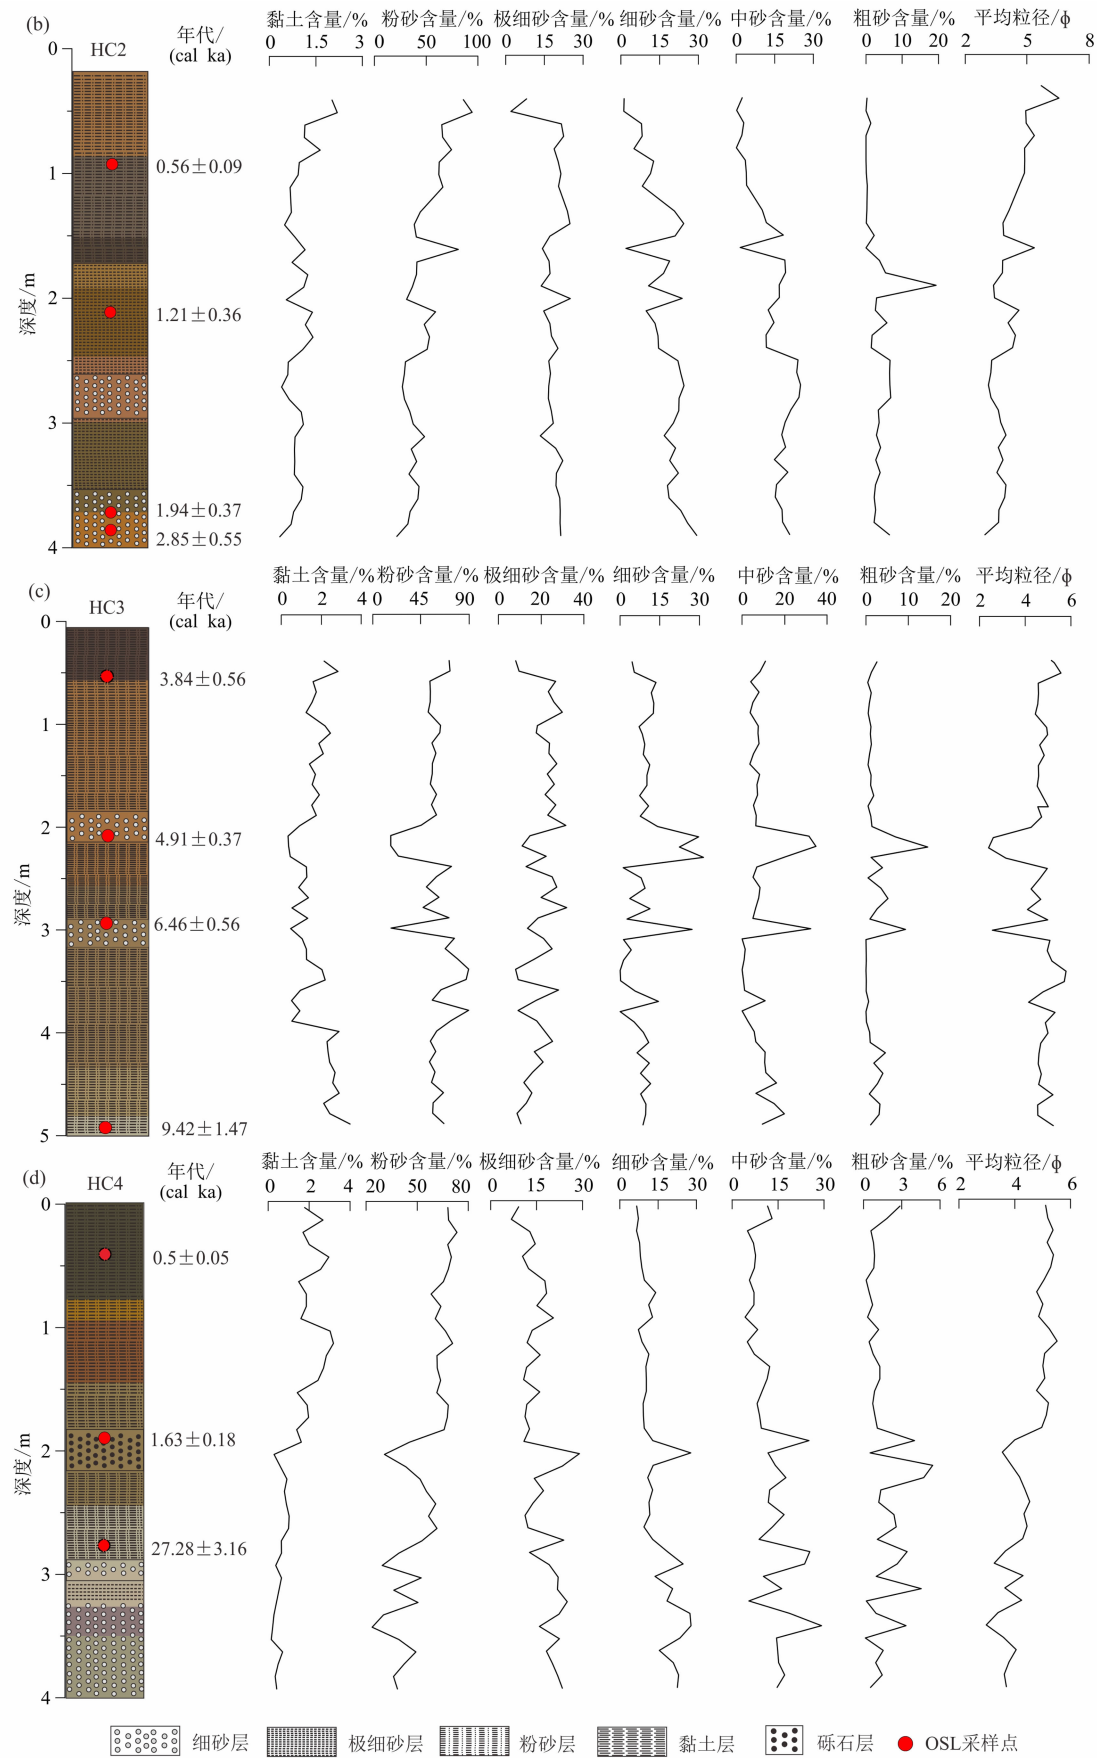 (b)
HC2
年代/
(cal ka)
黏土含量/% 粉砂含量/% 极细砂含量/% 细砂含量/% 中砂含量/% 粗砂含量/% 平均粒径/ϕ
0 1.5 3 0 50 100 0 15 30 0 15 30 0 15 30 0 10 20 2 5 8
0
1
2
3
4
深度/m
0.56±0.09
1.21±0.36
1.94±0.37
2.85±0.55
(c)
HC3
年代/
(cal ka)
黏土含量/% 粉砂含量/% 极细砂含量/% 细砂含量/% 中砂含量/% 粗砂含量/% 平均粒径/ϕ
0 2 4 0 45 90 0 20 40 0 15 30 0 20 40 0 10 20 2 4 6
0
1
2
3
4
5
深度/m
3.84±0.56
4.91±0.37
6.46±0.56
9.42±1.47
(d)
HC4
年代/
(cal ka)
黏土含量/% 粉砂含量/% 极细砂含量/% 细砂含量/% 中砂含量/% 粗砂含量/% 平均粒径/ϕ
0 2 4 20 50 80 0 15 30 0 15 30 0 15 30 0 3 6 2 4 6
0
1
2
3
4
深度/m
0.5±0.05
1.63±0.18
27.28±3.16
细砂层 极细砂层 粉砂层 黏土层 砾石层 OSL采样点